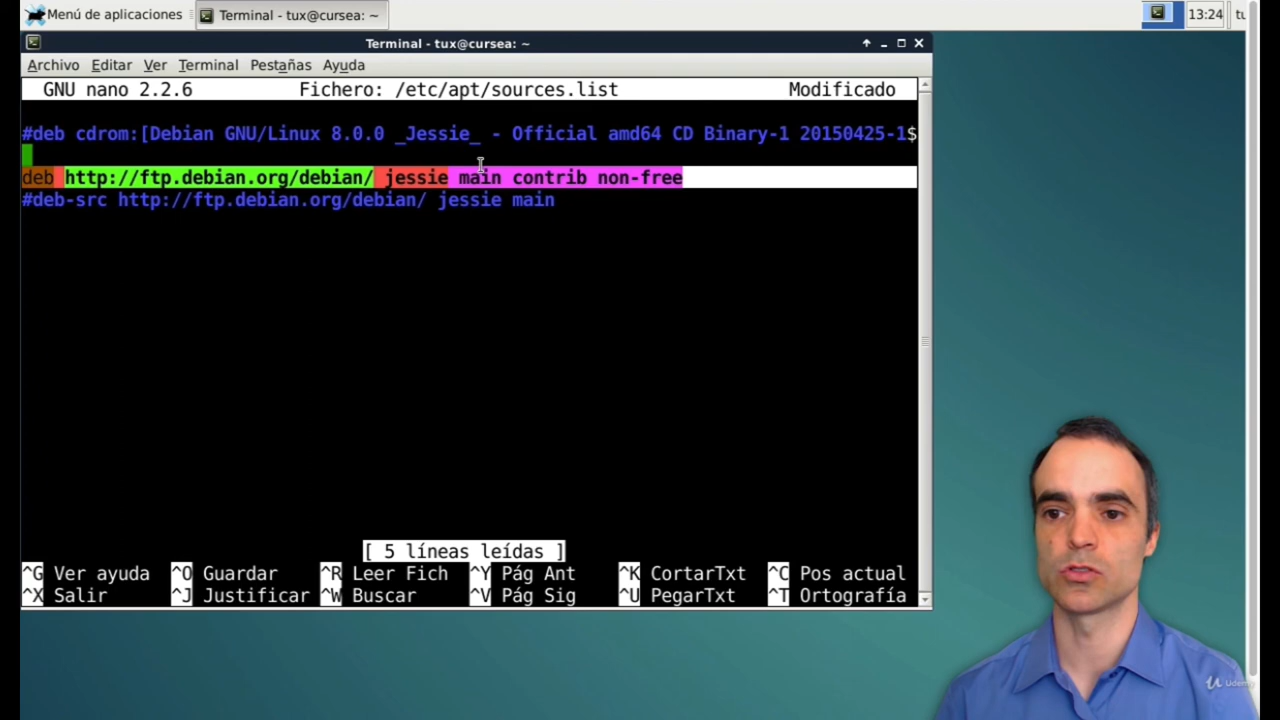 Menú de aplicaciones
Terminal - tux@cursea: ~
13:24
tu
Terminal - tux@cursea: ~
Archivo Editar Ver Terminal Pestañas Ayuda
GNU nano 2.2.6 Fichero: /etc/apt/sources.list Modificado
#deb cdrom:[Debian GNU/Linux 8.0.0 _Jessie_ - Official amd64 CD Binary-1 20150425-1$
deb http://ftp.debian.org/debian/ jessie main contrib non-free
#deb-src http://ftp.debian.org/debian/ jessie main
[ 5 líneas leídas ]
^G Ver ayuda ^O Guardar ^R Leer Fich ^Y Pág Ant ^K CortarTxt ^C Pos actual
^X Salir ^J Justificar ^W Buscar ^V Pág Sig ^U PegarTxt ^T Ortografía